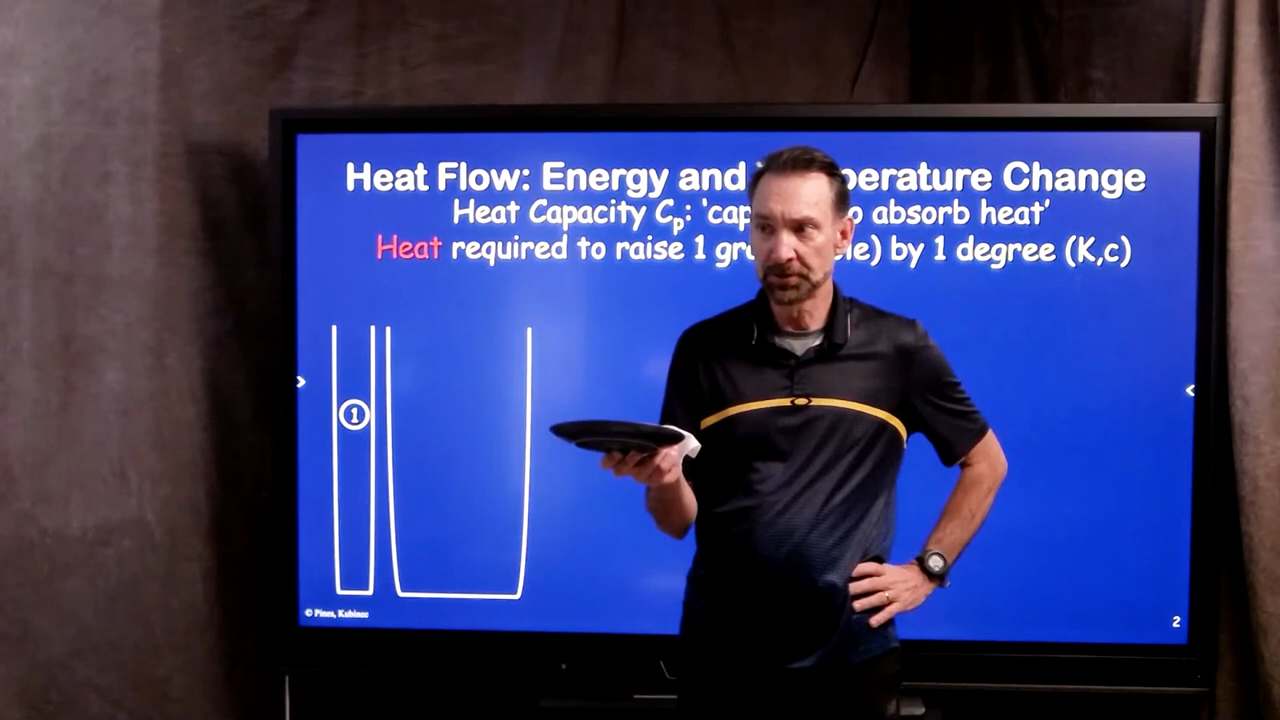 Heat Flow: Energy and perature Change
Heat Capacity Cp: 'cap o absorb heat'
Heat required to raise 1 gra le) by 1 degree (K,c)
1
© Pines, Kubinec
2